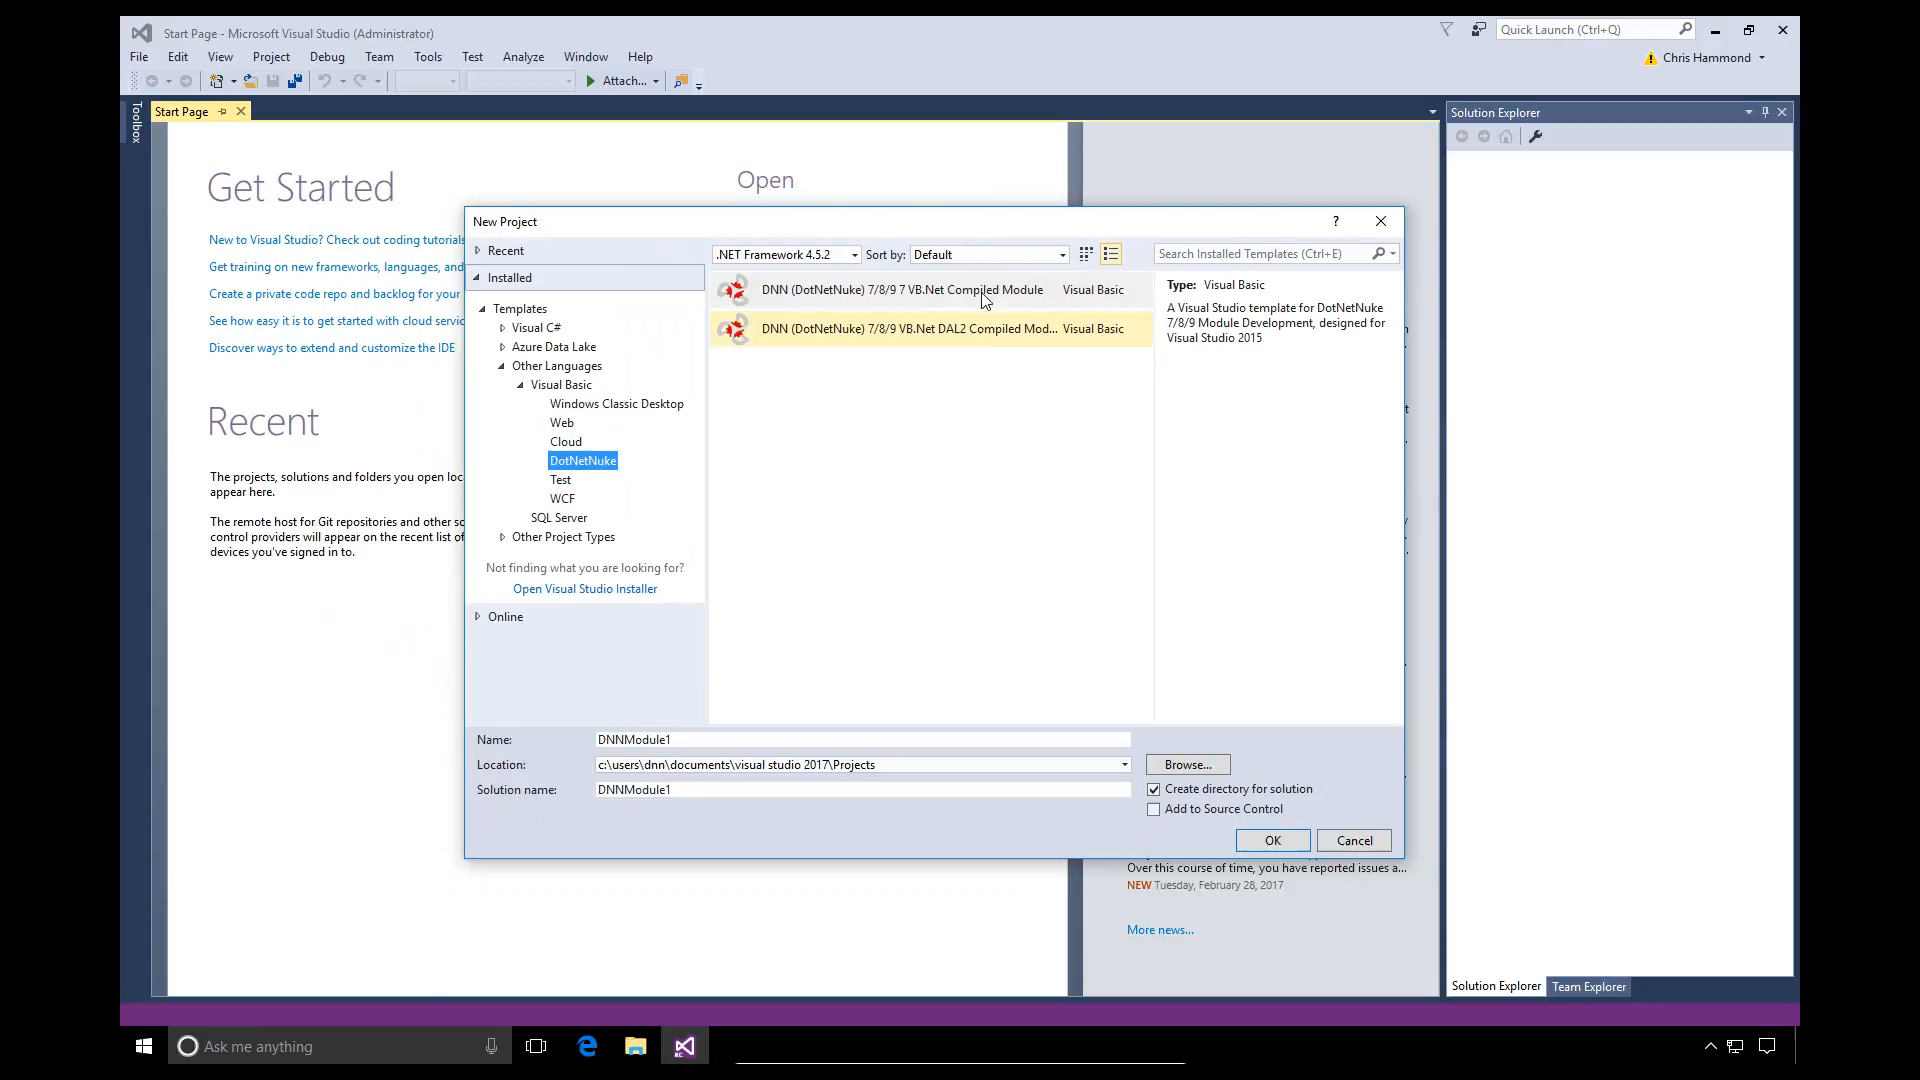 Start Page - Microsoft Visual Studio (Administrator)
Quick Launch (Ctrl+Q)
File Edit View Project Debug Team Tools Test Analyze Window Help
Chris Hammond
Attach...
Toolbox
Start Page
Solution Explorer
Get Started
Open
New to Visual Studio? Check out coding tutorials
Get training on new frameworks, languages, and
Create a private code repo and backlog for your
See how easy it is to get started with cloud servic
Discover ways to extend and customize the IDE
Recent
The projects, solutions and folders you open loc
appear here.
The remote host for Git repositories and other so
control providers will appear on the recent list of
devices you've signed in to.
New Project
?
Recent
Installed
.NET Framework 4.5.2
Sort by: Default
Search Installed Templates (Ctrl+E)
Templates
Visual C#
Azure Data Lake
Other Languages
Visual Basic
Windows Classic Desktop
Web
Cloud
DotNetNuke
Test
WCF
SQL Server
Other Project Types
Not finding what you are looking for?
Open Visual Studio Installer
Online
DNN (DotNetNuke) 7/8/9 7 VB.Net Compiled Module Visual Basic
DNN (DotNetNuke) 7/8/9 VB.Net DAL2 Compiled Mod... Visual Basic
Type: Visual Basic
A Visual Studio template for DotNetNuke
7/8/9 Module Development, designed for
Visual Studio 2015
Name: DNNModule1
Location: c:\users\dnn\documents\visual studio 2017\Projects
Browse...
Solution name: DNNModule1
Create directory for solution
Add to Source Control
OK
Cancel
Over this course of time, you have reported issues a...
NEW Tuesday, February 28, 2017
More news...
Solution Explorer
Team Explorer
Ask me anything